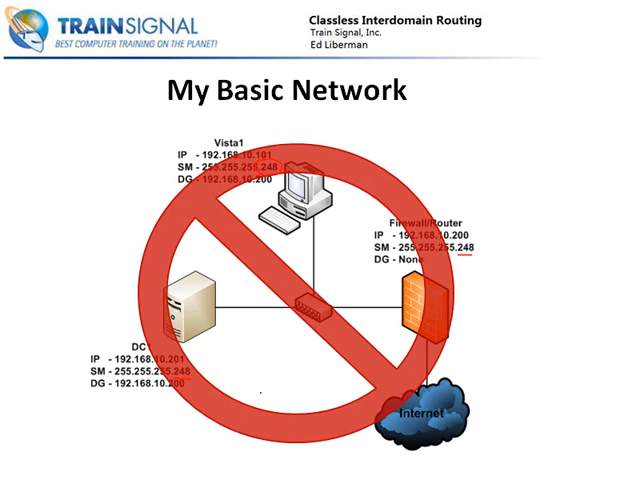 TRAINSIGNAL
BEST COMPUTER TRAINING ON THE PLANET!
Classless Interdomain Routing
Train Signal, Inc.
Ed Liberman
My Basic Network
Vista1
IP - 192.168.10.101
SM - 255.255.255.248
DG - 192.168.10.200
Firewall/Router
IP - 192.168.10.200
SM - 255.255.255.248
DG - None
DC1
IP - 192.168.10.201
SM - 255.255.255.248
DG - 192.168.10.200
Internet